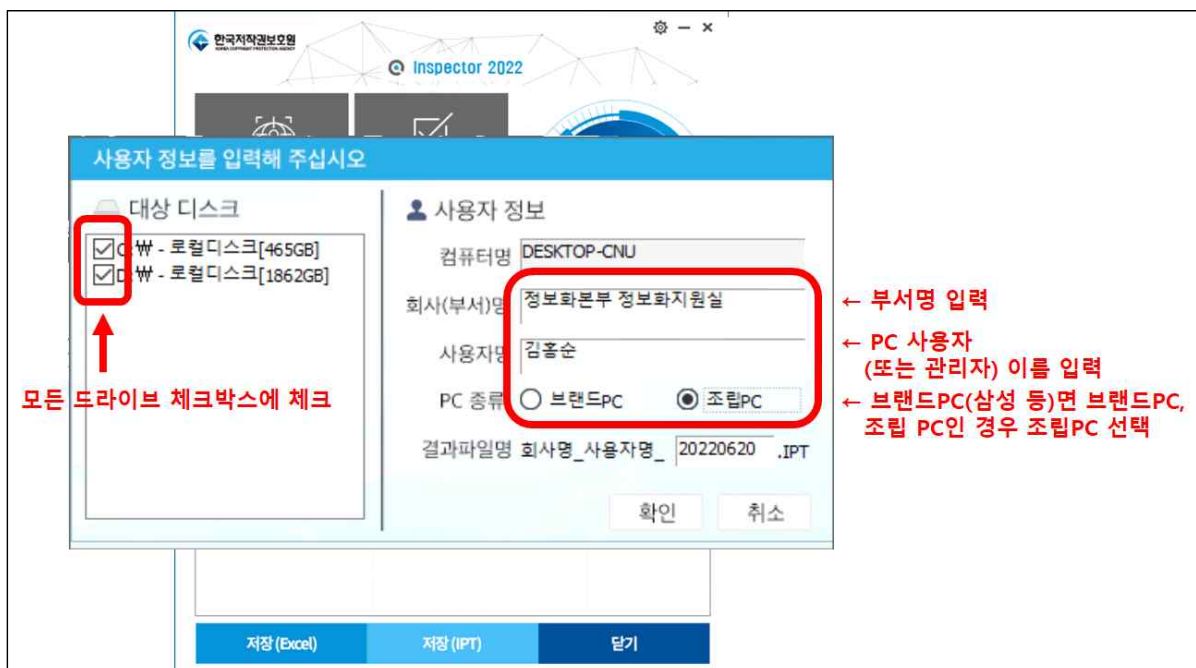 한국저작권보호원
KOREA COPYRIGHT PROTECTION AGENCY
Inspector 2022
사용자 정보를 입력해 주십시오
대상 디스크
C:₩ - 로컬디스크[465GB]
D:₩ - 로컬디스크[1862GB]
모든 드라이브 체크박스에 체크
사용자 정보
컴퓨터명 DESKTOP-CNU
회사(부서)명 정보화본부 정보화지원실
← 부서명 입력
사용자명 김홍순
← PC 사용자
(또는 관리자) 이름 입력
PC 종류 브랜드PC 조립PC
← 브랜드PC(삼성 등)면 브랜드PC,
조립 PC인 경우 조립PC 선택
결과파일명 회사명_사용자명_ 20220620 .IPT
확인 취소
저장(Excel) 저장(IPT) 닫기